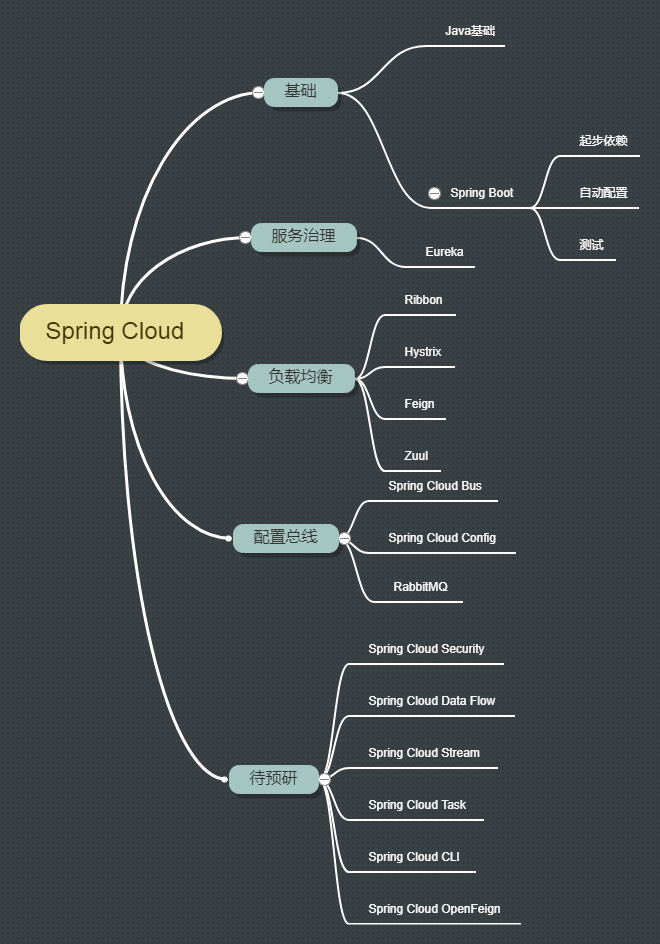 Spring Cloud
基础
Java基础
Spring Boot
起步依赖
自动配置
测试
服务治理
Eureka
负载均衡
Ribbon
Hystrix
Feign
Zuul
配置总线
Spring Cloud Bus
Spring Cloud Config
RabbitMQ
待预研
Spring Cloud Security
Spring Cloud Data Flow
Spring Cloud Stream
Spring Cloud Task
Spring Cloud CLI
Spring Cloud OpenFeign